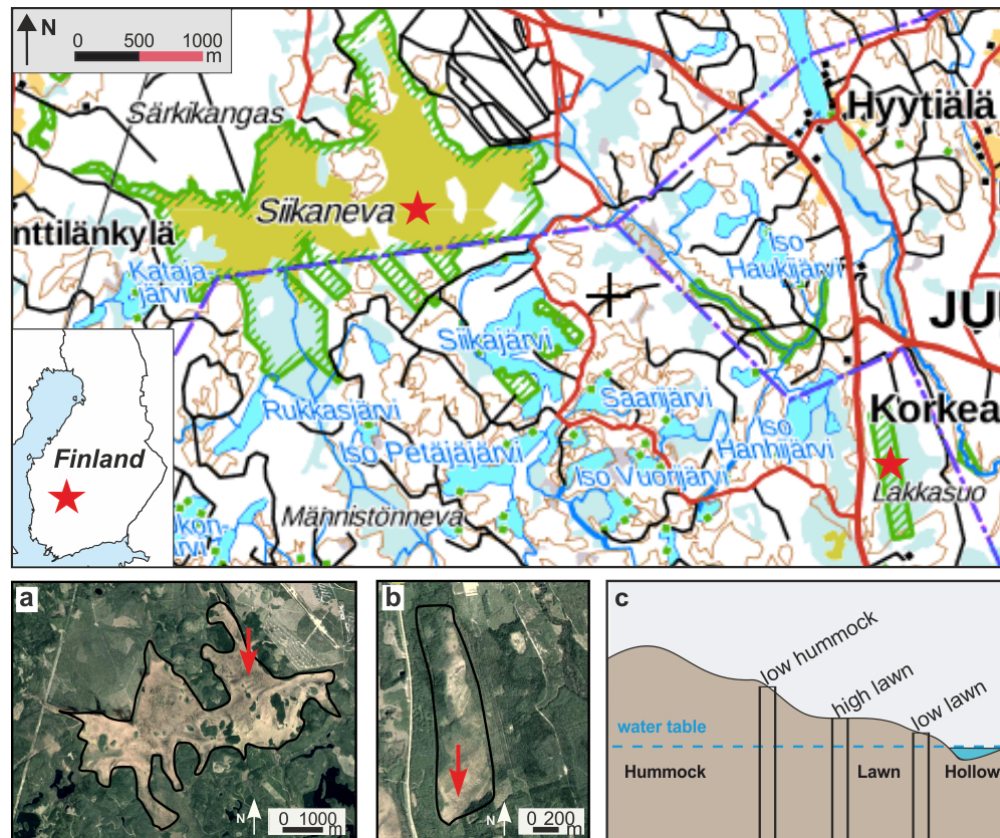 N
0 500 1000
m
Särkikangas
Hyytiälä
Siikaneva
nttilänkylä
Kataja-
järvi
Iso
Haukijärvi
JU
Siikajärvi
Saarijärvi
Rukkasjärvi
Korkea
Iso
Hanhijärvi
Iso Petäjäjärvi
Iso Vuorijärvi
Lakkasuo
Finland
Männistönneva
ukon-
arvi
a
N
0 1000
m
b
N
0 200
m
c
low hummock
high lawn
low lawn
water table
Hummock
Lawn
Hollow